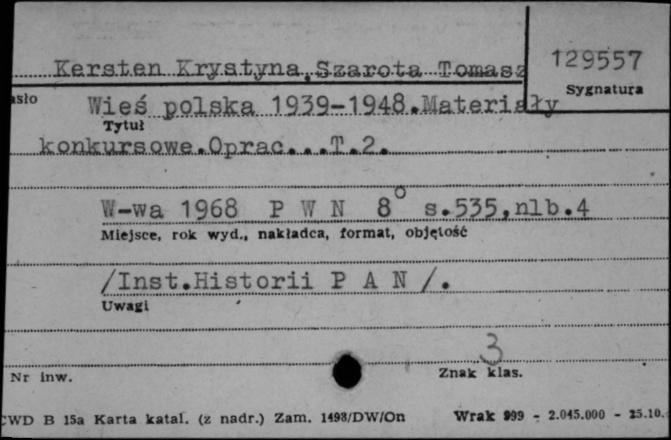 129557
Kersten Krystyna, Szarota Tomasz
Sygnatura
Wieś polska 1939-1948. Materiały
Tytuł
konkursowe. Oprac... T.2.
W-wa 1968 P W N 8° s.535, nlb.4
Miejsce, rok wyd., nakładca, format, objętość
/Inst. Historii P A N /.
Uwagi
3
Nr inw.
Znak klas.
CWD B 15a Karta katal. (z nadr.) Zam. 1498/DW/On Wrak 999 - 2.045.000 - 25.10.